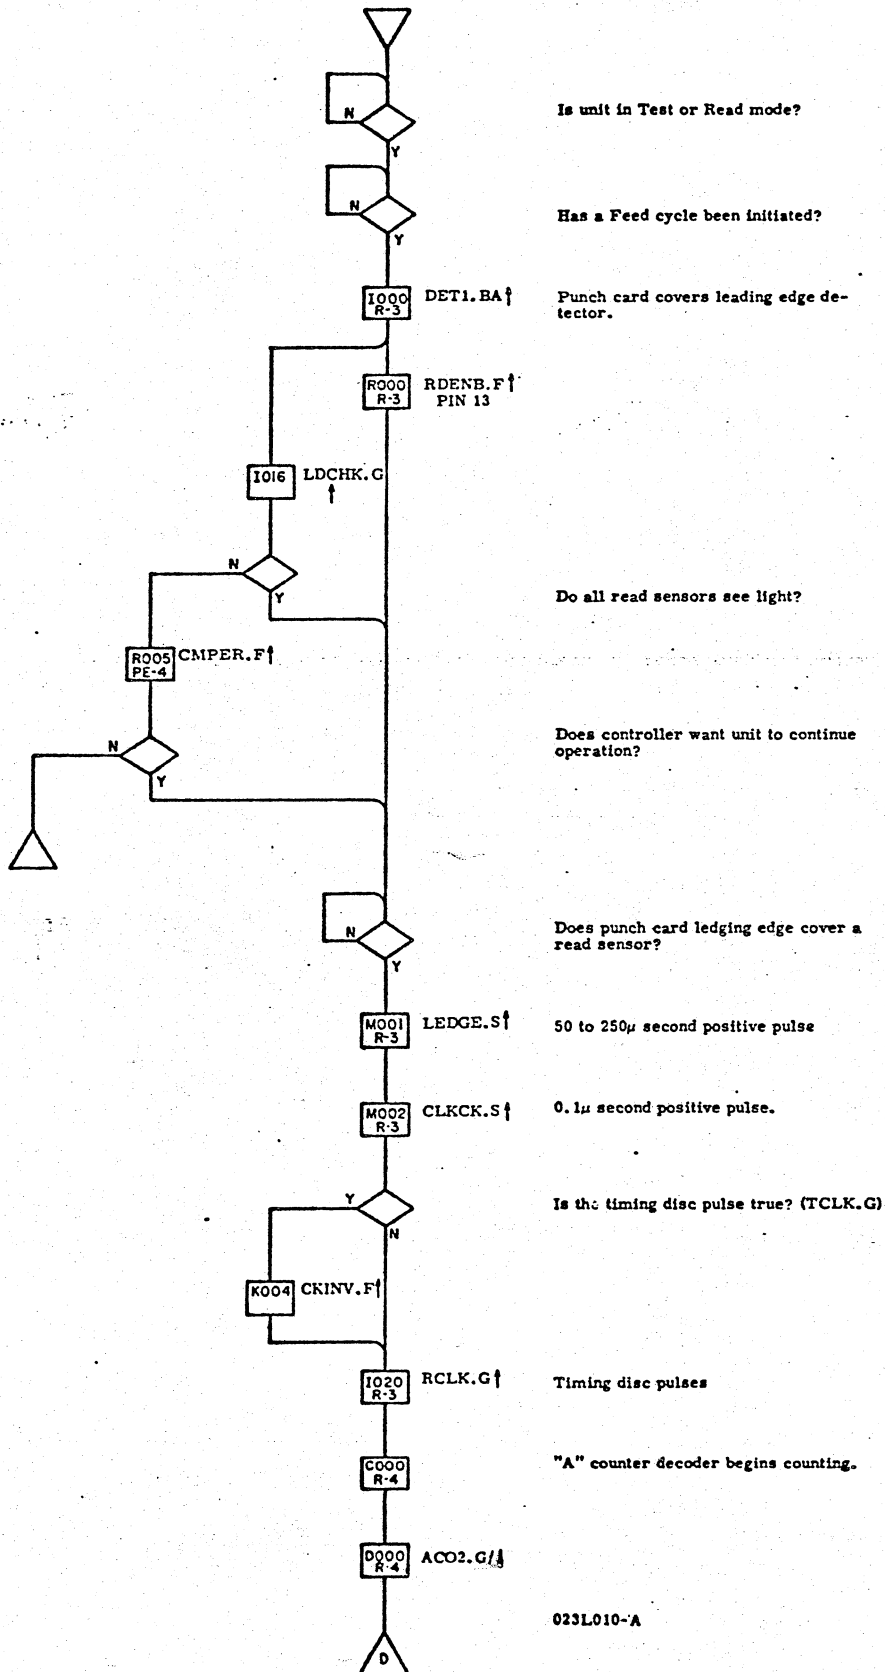 N
Y
Is unit in Test or Read mode?
N
Y
Has a Feed cycle been initiated?
I000
R-3
DET1.BA↑
Punch card covers leading edge de-
tector.
R000
R-3
RDENB.F↑
PIN 13
I016
LDCHK.G
↑
N
Y
Do all read sensors see light?
R005
PE-4
CMPER.F↑
N
Y
Does controller want unit to continue
operation?
N
Y
Does punch card ledging edge cover a
read sensor?
M001
R-3
LEDGE.S↑
50 to 250µ second positive pulse
M002
R-3
CLKCK.S↑
0.1µ second positive pulse.
Y
N
Is the timing disc pulse true? (TCLK.G)
K004
CKINV.F↑
I020
R-3
RCLK.G↑
Timing disc pulses
C000
R-4
"A" counter decoder begins counting.
D000
R-4
ACO2.G/↓
023L010-A
D